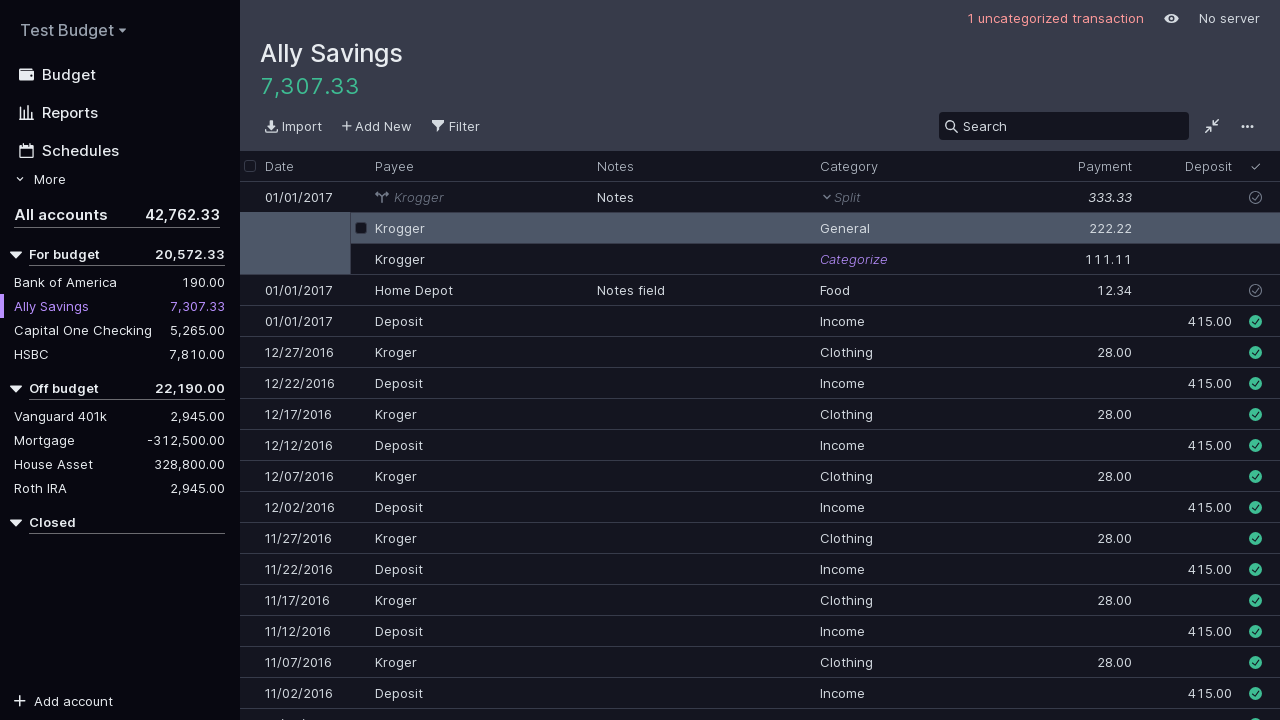 Test Budget
Budget
Reports
Schedules
More
All accounts 42,762.33
For budget 20,572.33
Bank of America 190.00
Ally Savings 7,307.33
Capital One Checking 5,265.00
HSBC 7,810.00
Off budget 22,190.00
Vanguard 401k 2,945.00
Mortgage -312,500.00
House Asset 328,800.00
Roth IRA 2,945.00
Closed
Add account
1 uncategorized transaction No server
Ally Savings
7,307.33
Import Add New Filter Search
Date Payee Notes Category Payment Deposit
01/01/2017 Krogger Notes Split 333.33
Krogger General 222.22
Krogger Categorize 111.11
01/01/2017 Home Depot Notes field Food 12.34
01/01/2017 Deposit Income 415.00
12/27/2016 Kroger Clothing 28.00
12/22/2016 Deposit Income 415.00
12/17/2016 Kroger Clothing 28.00
12/12/2016 Deposit Income 415.00
12/07/2016 Kroger Clothing 28.00
12/02/2016 Deposit Income 415.00
11/27/2016 Kroger Clothing 28.00
11/22/2016 Deposit Income 415.00
11/17/2016 Kroger Clothing 28.00
11/12/2016 Deposit Income 415.00
11/07/2016 Kroger Clothing 28.00
11/02/2016 Deposit Income 415.00